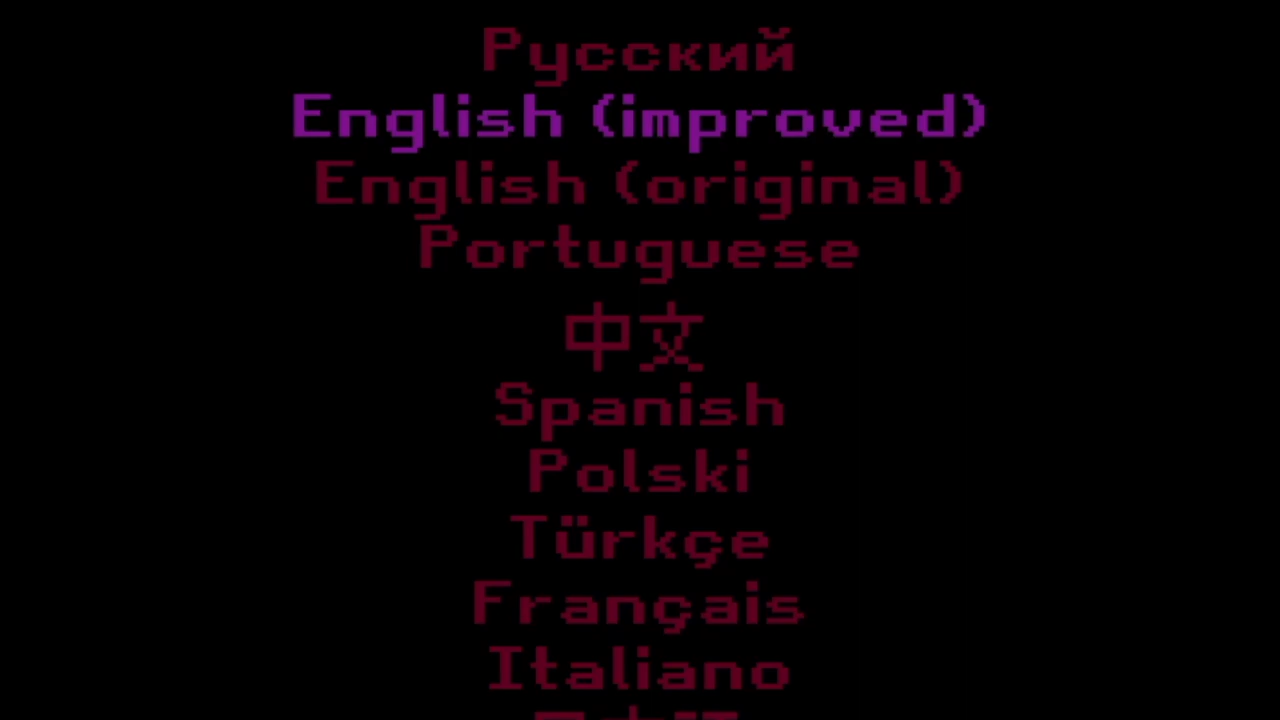 Русский
English (improved)
English (original)
Portuguese
中文
Spanish
Polski
Türkçe
Français
Italiano